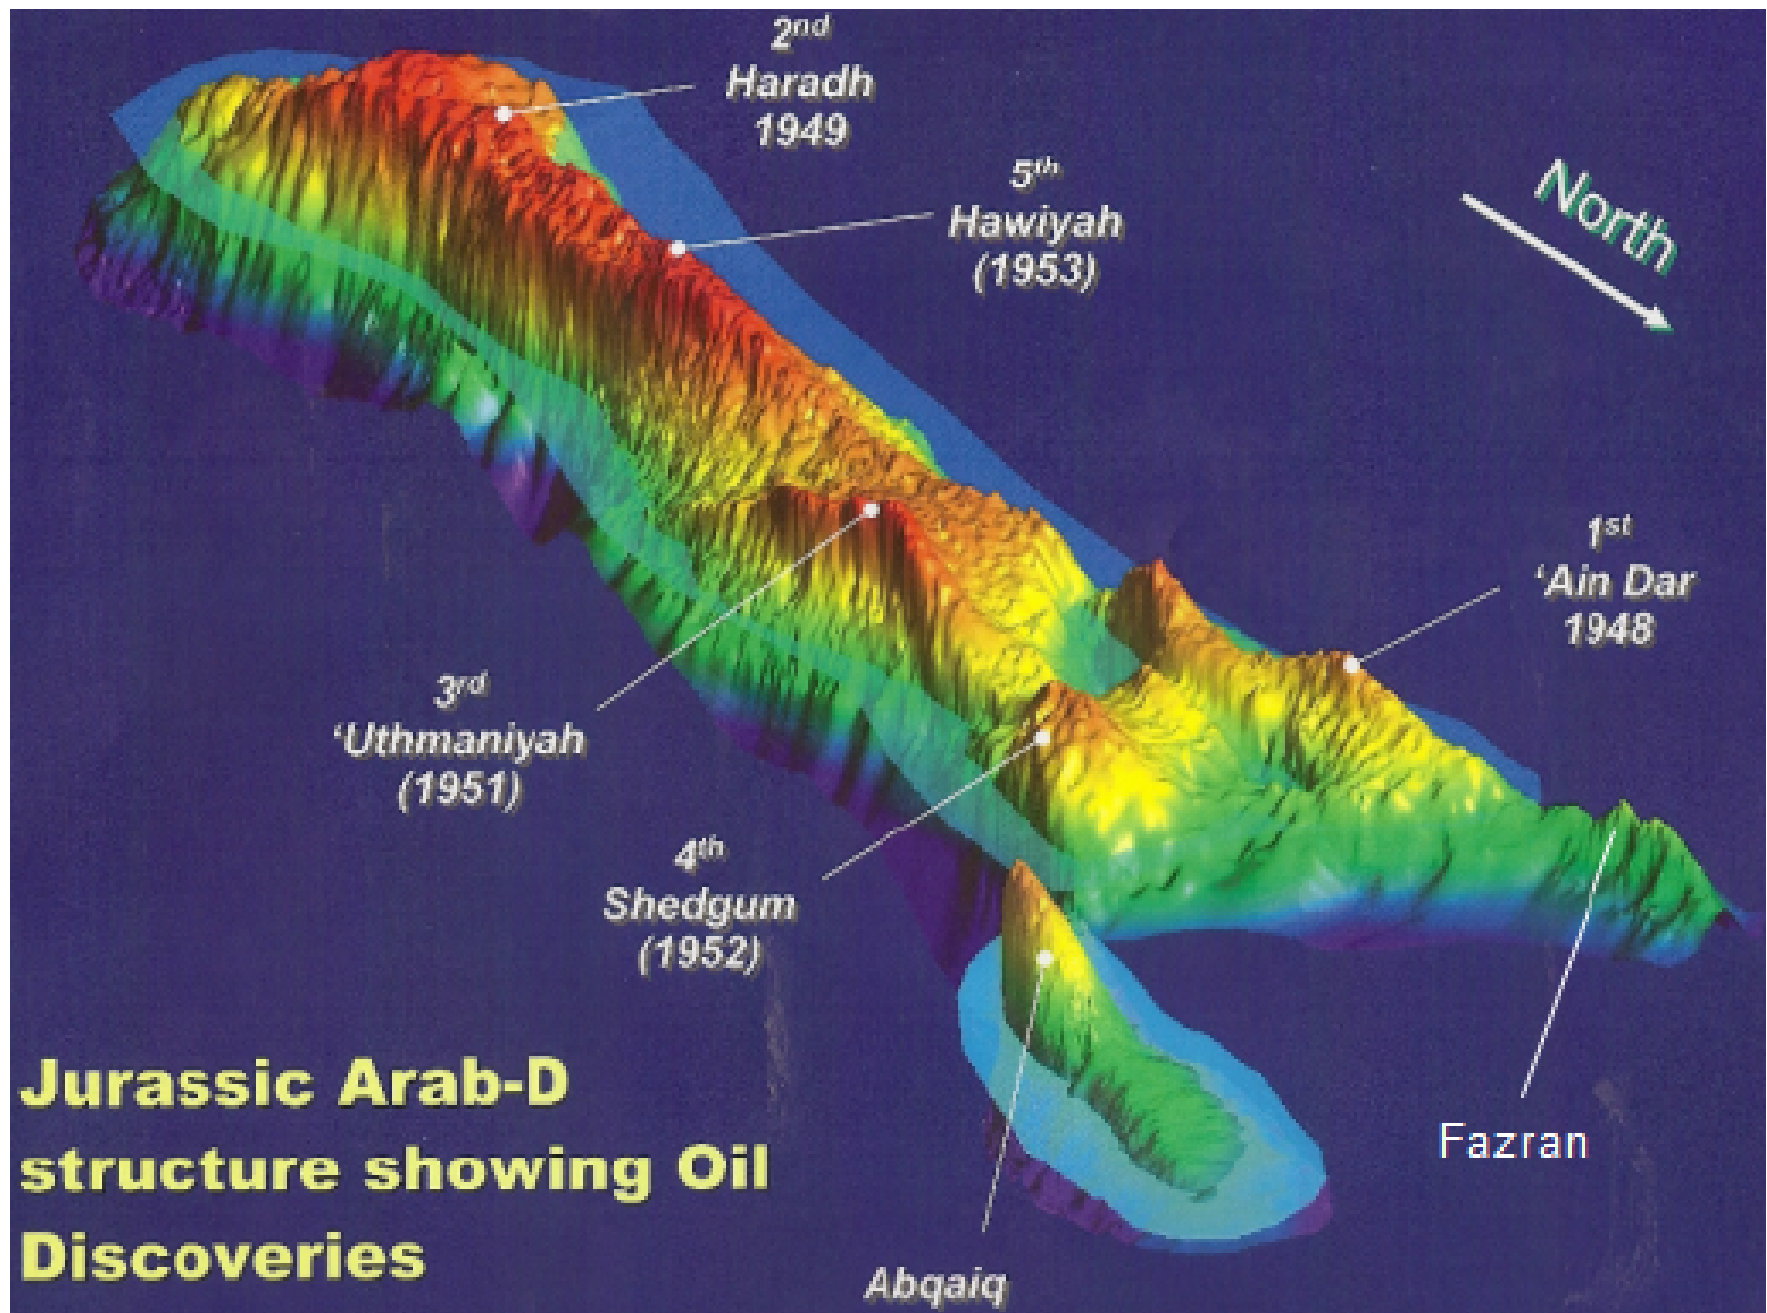 2nd
Haradh
1949
5th
Hawiyah
(1953)
North
1st
‘Ain Dar
1948
3rd
‘Uthmaniyah
(1951)
4th
Shedgum
(1952)
Fazran
Abqaiq
Jurassic Arab-D
structure showing Oil
Discoveries